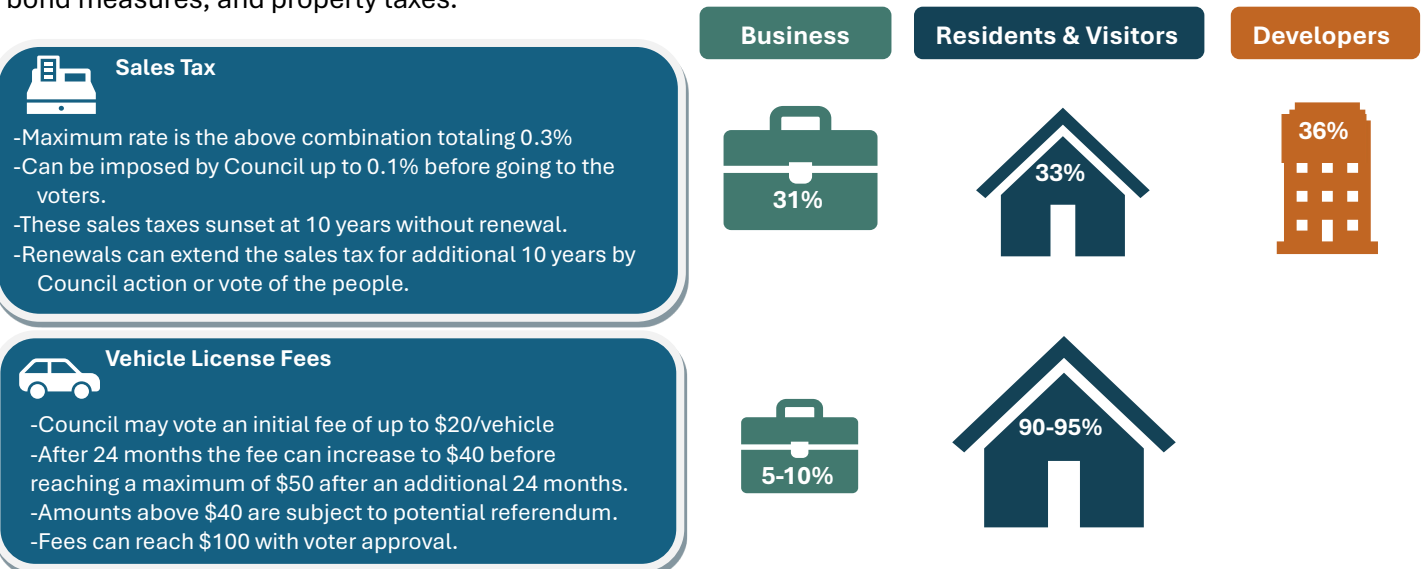 bond measures, and property taxes.
Business
Residents & Visitors
Developers
Sales Tax
-Maximum rate is the above combination totaling 0.3%
-Can be imposed by Council up to 0.1% before going to the
voters.
-These sales taxes sunset at 10 years without renewal.
-Renewals can extend the sales tax for additional 10 years by
Council action or vote of the people.
31%
33%
36%
Vehicle License Fees
-Council may vote an initial fee of up to $20/vehicle
-After 24 months the fee can increase to $40 before
reaching a maximum of $50 after an additional 24 months.
-Amounts above $40 are subject to potential referendum.
-Fees can reach $100 with voter approval.
5-10%
90-95%